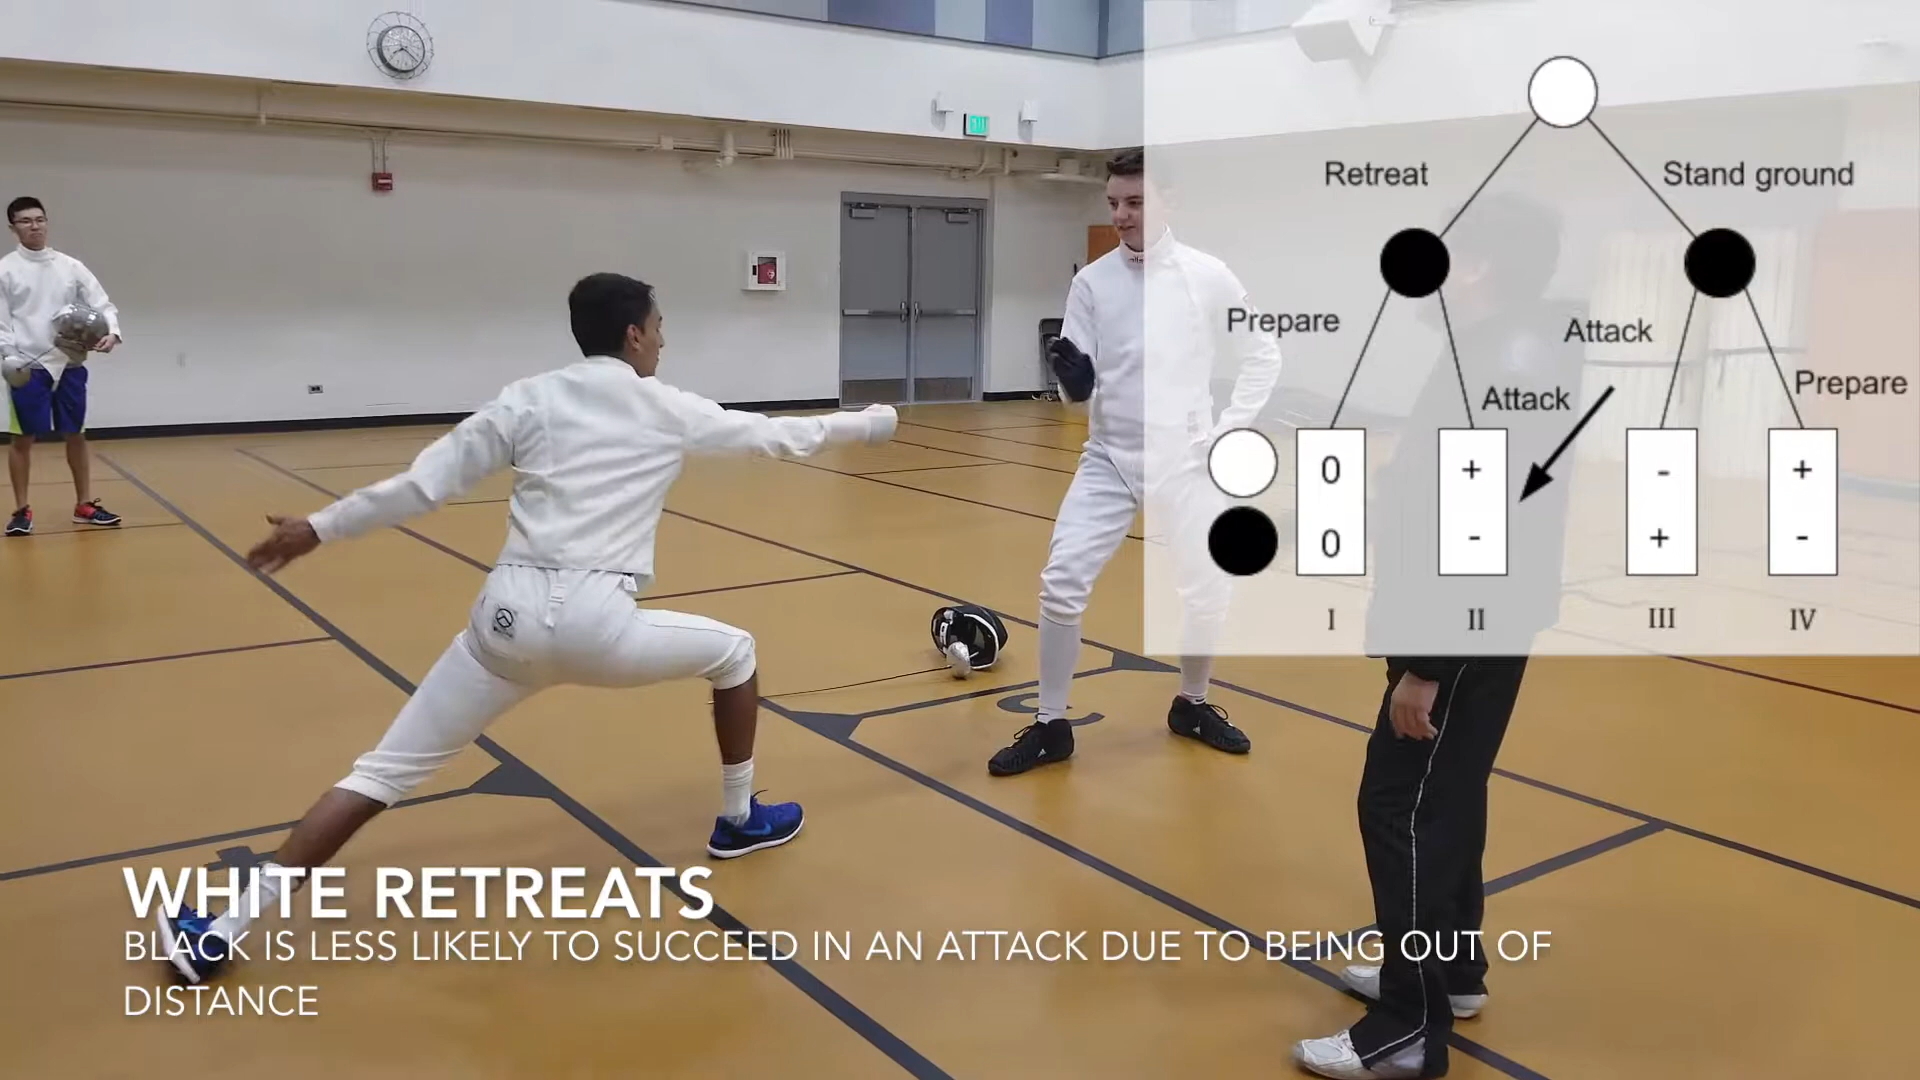 EXIT
Retreat
Stand ground
Prepare
Attack
Attack
Prepare
0
+
-
+
0
-
+
-
I
II
III
IV
WHITE RETREATS
BLACK IS LESS LIKELY TO SUCCEED IN AN ATTACK DUE TO BEING OUT OF
DISTANCE